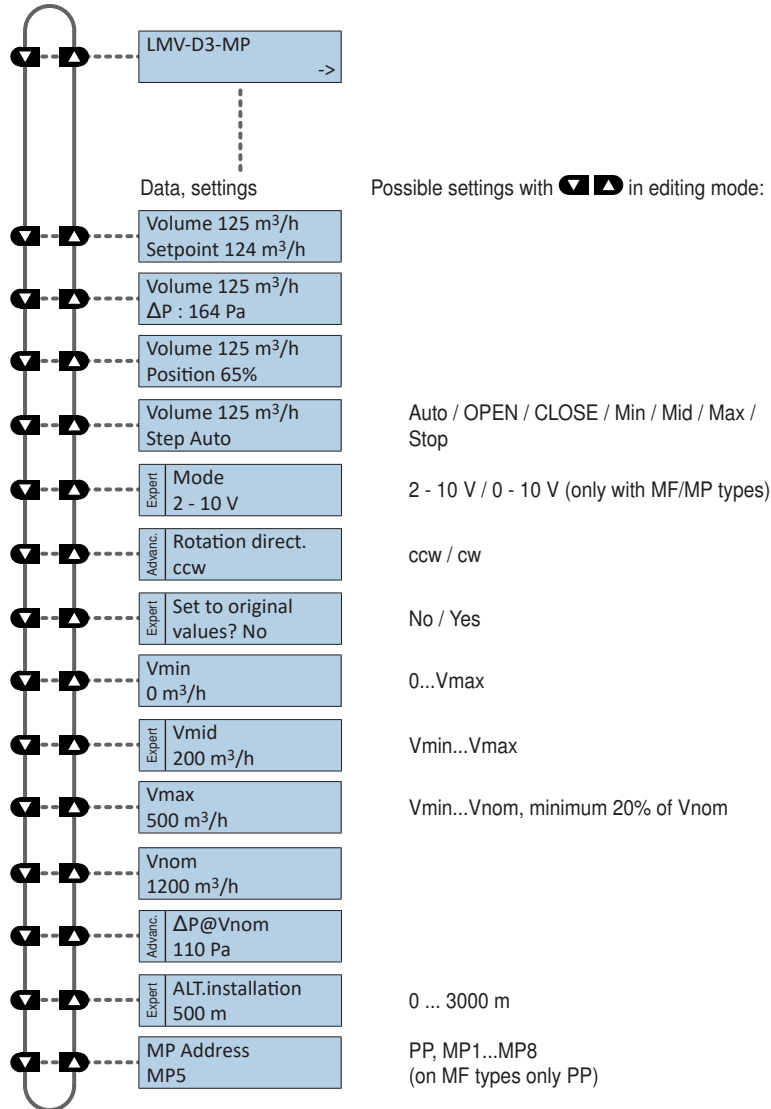 LMV-D3-MP
->
Data, settings
Possible settings with in editing mode:
Volume 125 m³/h
Setpoint 124 m³/h
Volume 125 m³/h
ΔP : 164 Pa
Volume 125 m³/h
Position 65%
Volume 125 m³/h
Step Auto
Auto / OPEN / CLOSE / Min / Mid / Max /
Stop
Expert
Mode
2 - 10 V
2 - 10 V / 0 - 10 V (only with MF/MP types)
Advanc.
Rotation direct.
ccw
ccw / cw
Expert
Set to original
values? No
No / Yes
Vmin
0 m³/h
0...Vmax
Expert
Vmid
200 m³/h
Vmin...Vmax
Vmax
500 m³/h
Vmin...Vnom, minimum 20% of Vnom
Vnom
1200 m³/h
Advanc.
ΔP@Vnom
110 Pa
Expert
ALT.installation
500 m
0 ... 3000 m
MP Address
MP5
PP, MP1...MP8
(on MF types only PP)